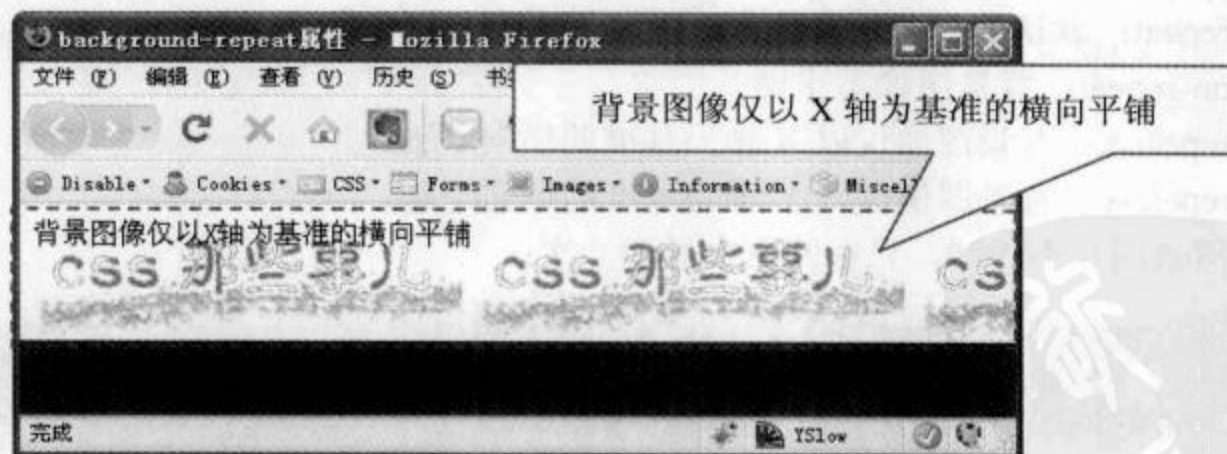 background-repeat属性 - Mozilla Firefox
文件 (F) 编辑 (E) 查看 (V) 历史 (S)
背景图像仅以 X 轴为基准的横向平铺
Disable Cookies CSS Forms Images Information Miscell
背景图像仅以X轴为基准的横向平铺
CSS 那些事儿 CSS 那些事儿 CS
完成 YSlow